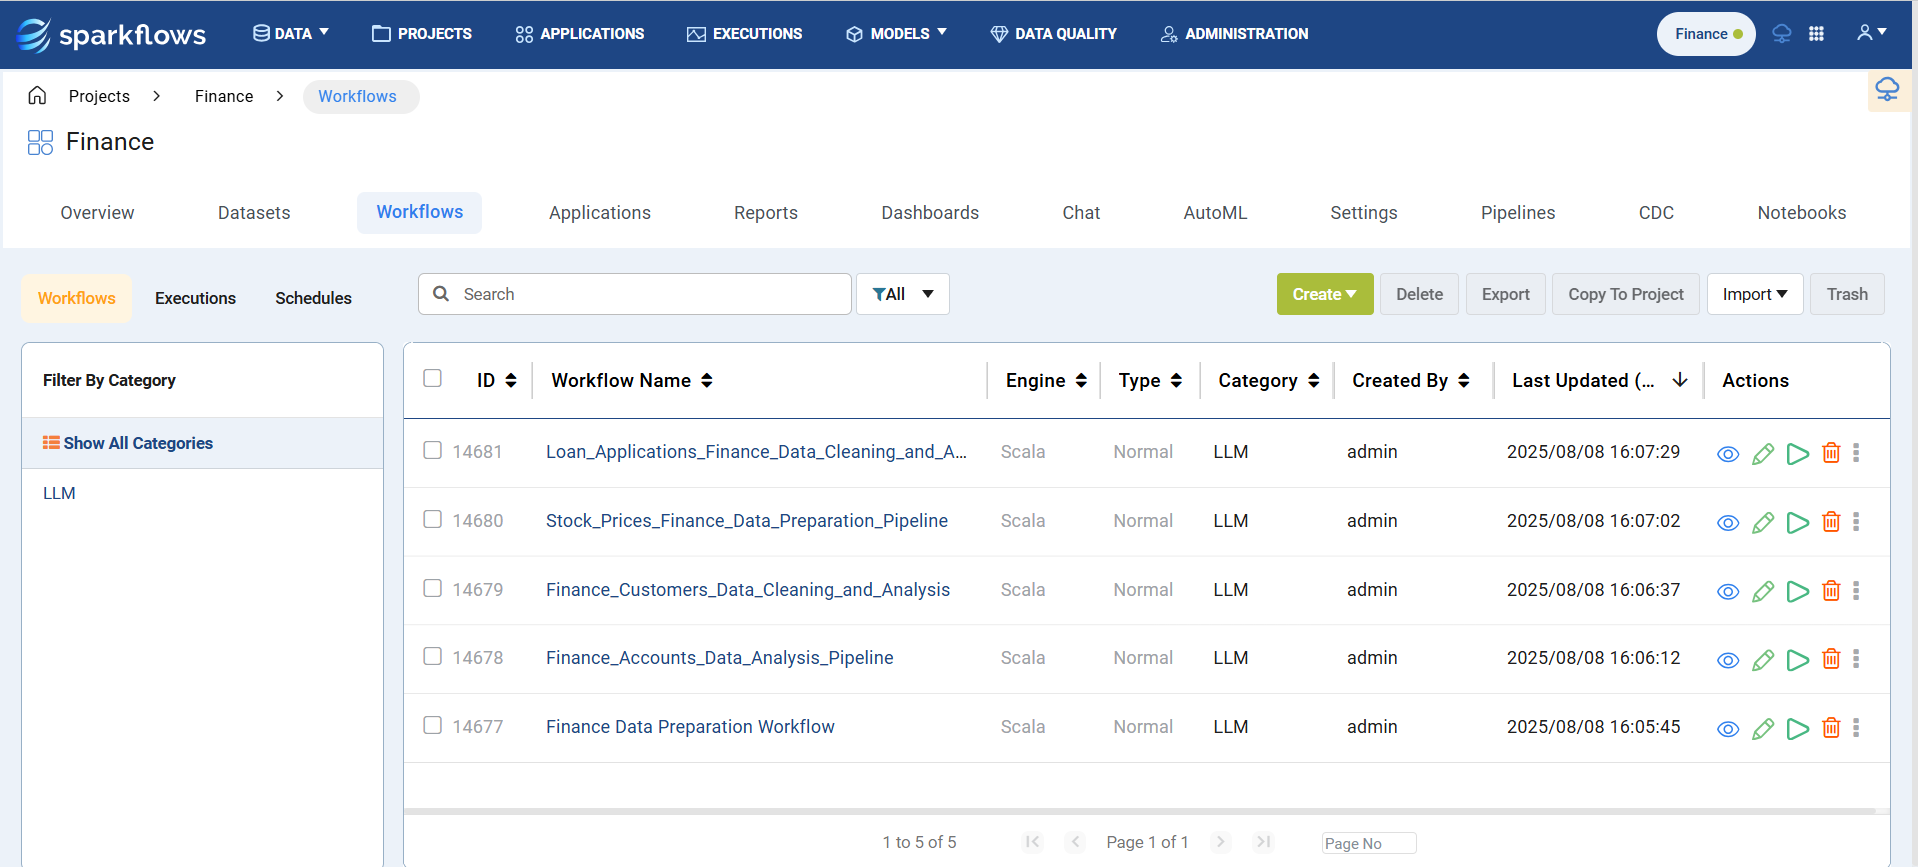 sparkflows DATA PROJECTS APPLICATIONS EXECUTIONS MODELS DATA QUALITY ADMINISTRATION Finance
Projects Finance Workflows
Finance
Overview Datasets Workflows Applications Reports Dashboards Chat AutoML Settings Pipelines CDC Notebooks
Workflows Executions Schedules Search All Create Delete Export Copy To Project Import Trash
Filter By Category
Show All Categories
LLM
ID Workflow Name Engine Type Category Created By Last Updated (... Actions
14681 Loan_Applications_Finance_Data_Cleaning_and_A... Scala Normal LLM admin 2025/08/08 16:07:29
14680 Stock_Prices_Finance_Data_Preparation_Pipeline Scala Normal LLM admin 2025/08/08 16:07:02
14679 Finance_Customers_Data_Cleaning_and_Analysis Scala Normal LLM admin 2025/08/08 16:06:37
14678 Finance_Accounts_Data_Analysis_Pipeline Scala Normal LLM admin 2025/08/08 16:06:12
14677 Finance Data Preparation Workflow Scala Normal LLM admin 2025/08/08 16:05:45
1 to 5 of 5 Page 1 of 1 Page No